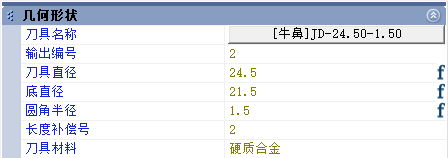 几何形状
刀具名称 [牛鼻]JD-24.50-1.50
输出编号 2
刀具直径 24.5 f
底直径 21.5 f
圆角半径 1.5 f
长度补偿号 2
刀具材料 硬质合金